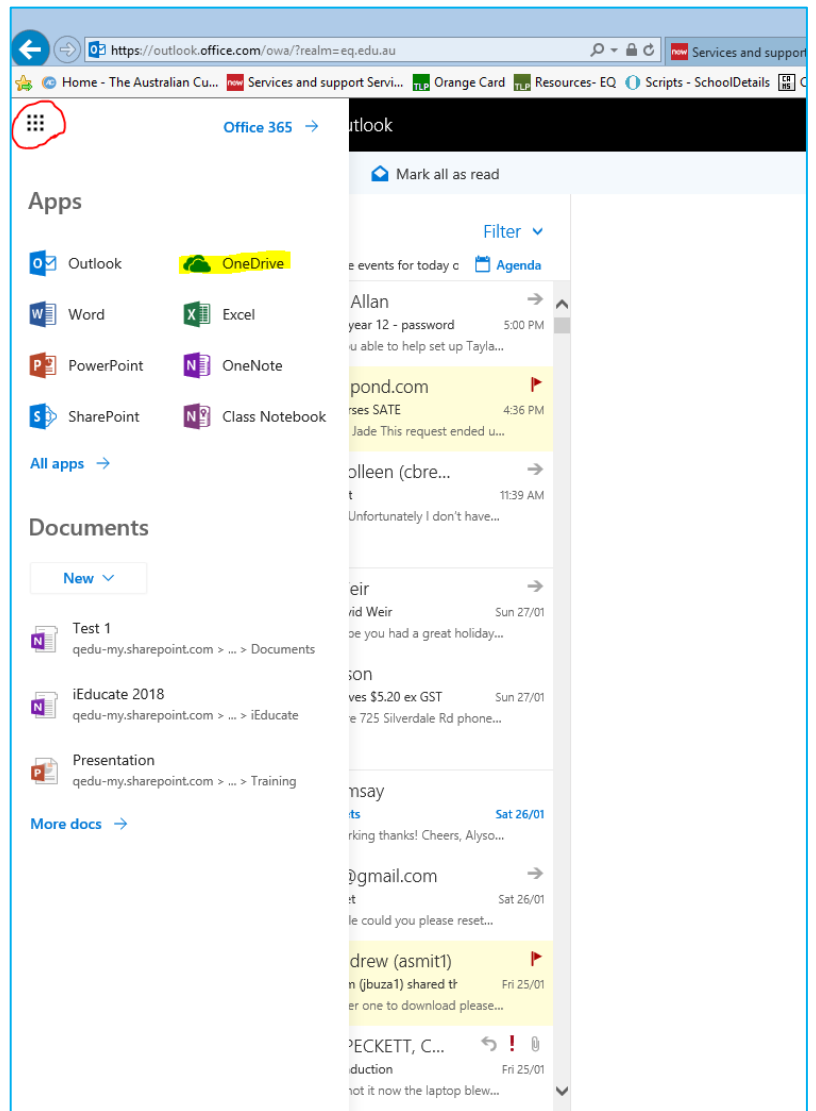 https://outlook.office.com/owa/?realm=eq.edu.au
Services and suppor
Home - The Australian Cu...
Services and support Servi...
Orange Card
Resources- EQ
Scripts - SchoolDetails
Office 365 →
utlook
Mark all as read
Apps
Filter
Outlook
OneDrive
e events for today o
Agenda
Word
Excel
PowerPoint
OneNote
SharePoint
Class Notebook
All apps →
Documents
New
Test 1
qedu-my.sharepoint.com > ... > Documents
iEducate 2018
qedu-my.sharepoint.com > ... > iEducate
Presentation
qedu-my.sharepoint.com > ... > Training
More docs →
Allan
year 12 - password 5:00 PM
u able to help set up Tayla...
pond.com
rses SATE 4:36 PM
Jade This request ended u...
olleen (cbre...
t 11:39 AM
Unfortunately I don't have...
eir
vid Weir Sun 27/01
pe you had a great holiday...
son
ves $5.20 ex GST Sun 27/01
e 725 Silverdale Rd phone...
msay
ts Sat 26/01
rking thanks! Cheers, Alyso...
@gmail.com
et Sat 26/01
le could you please reset...
drew (asmit1)
m (jbuza1) shared th Fri 25/01
er one to download please...
PECKETT, C...
duction Fri 25/01
not it now the laptop blew...